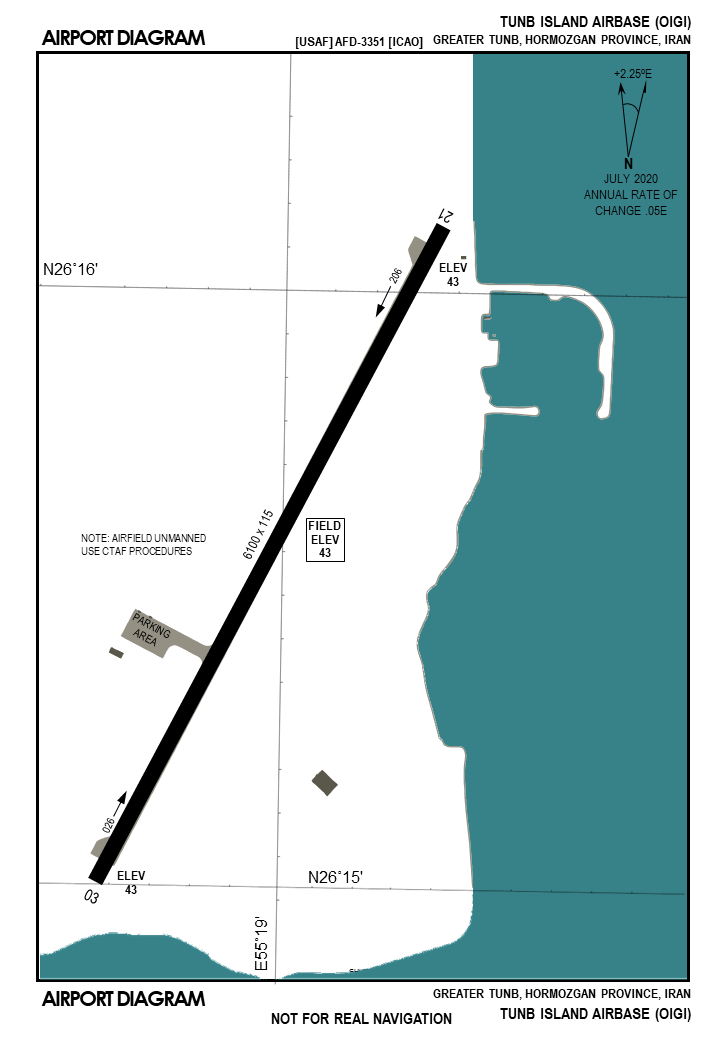 TUNB ISLAND AIRBASE (OIGI)
AIRPORT DIAGRAM
[USAF] AFD-3351 [ICAO]
GREATER TUNB, HORMOZGAN PROVINCE, IRAN
+2.25ºE
N
JULY 2020
ANNUAL RATE OF
CHANGE .05E
21
N26°16'
206
ELEV
43
6100 x 115
FIELD
ELEV
43
NOTE: AIRFIELD UNMANNED
USE CTAF PROCEDURES
PARKING
AREA
026
ELEV
43
03
N26°15'
E55°19'
AIRPORT DIAGRAM
GREATER TUNB, HORMOZGAN PROVINCE, IRAN
NOT FOR REAL NAVIGATION
TUNB ISLAND AIRBASE (OIGI)